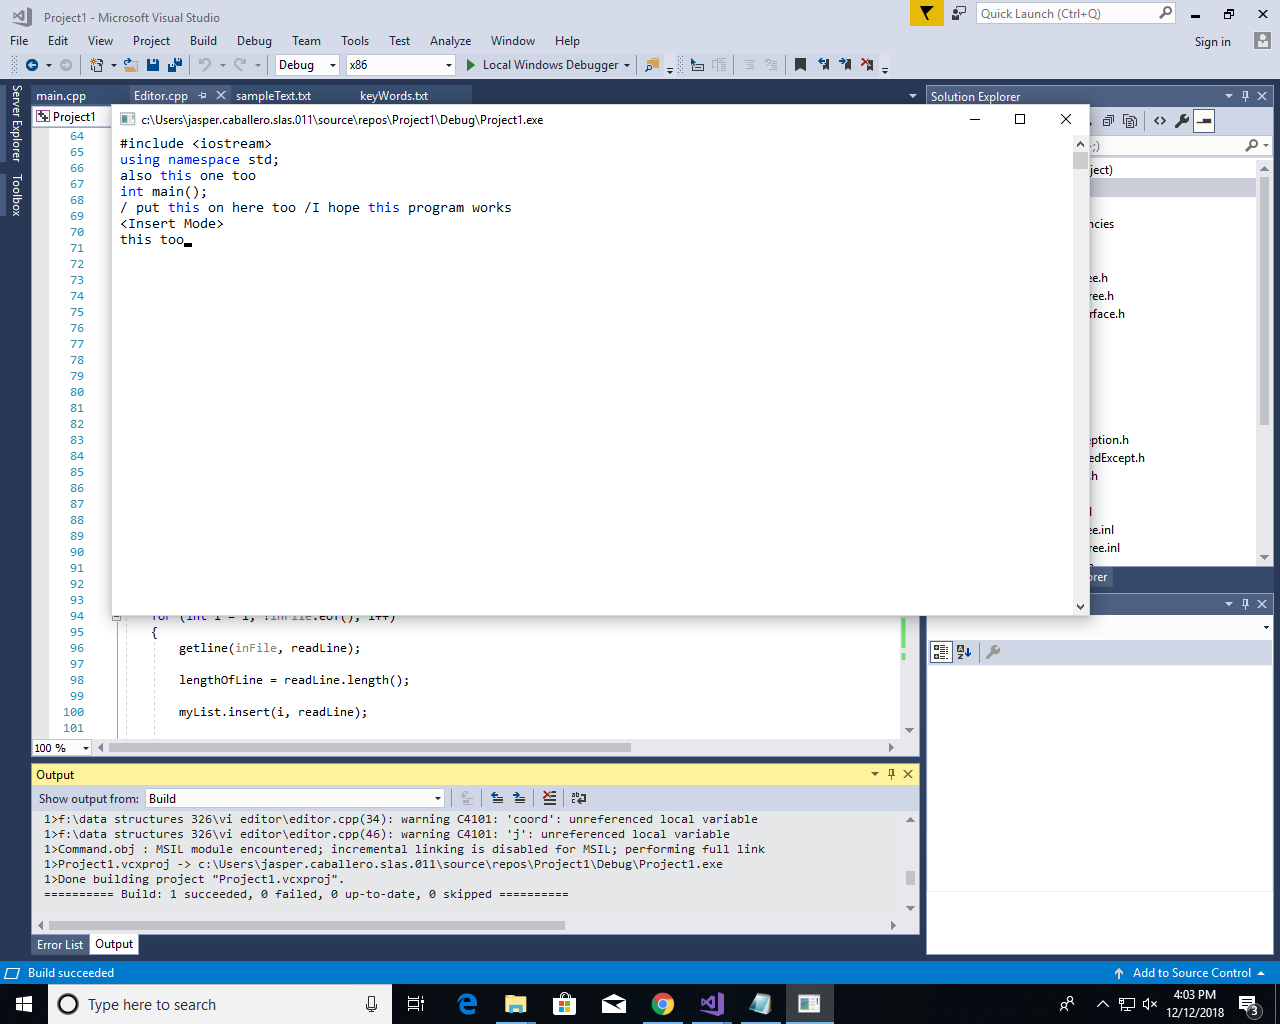 Project1 - Microsoft Visual Studio
Quick Launch (Ctrl+Q)
File Edit View Project Build Debug Team Tools Test Analyze Window Help
Sign in
Debug x86 Local Windows Debugger
Server Explorer
Toolbox
main.cpp Editor.cpp sampleText.txt keyWords.txt
Solution Explorer
Project1
c:\Users\jasper.caballero.slas.011\source\repos\Project1\Debug\Project1.exe
#include <iostream>
using namespace std;
also this one too
int main();
/ put this on here too /I hope this program works
<Insert Mode>
this too
;)
ject)
ncies
ee.h
ree.h
rface.h
eption.h
edExcept.h
.h
ee.inl
ree.inl
orer
64
65
66
67
68
69
70
71
72
73
74
75
76
77
78
79
80
81
82
83
84
85
86
87
88
89
90
91
92
93
94 for (int i = 1; !inFile.eof(); i++)
95 {
96 getline(inFile, readLine);
97
98 lengthOfLine = readLine.length();
99
100 myList.insert(i, readLine);
101
100 %
Output
Show output from: Build
1>f:\data structures 326\vi editor\editor.cpp(34): warning C4101: 'coord': unreferenced local variable
1>f:\data structures 326\vi editor\editor.cpp(46): warning C4101: 'j': unreferenced local variable
1>Command.obj : MSIL module encountered; incremental linking is disabled for MSIL; performing full link
1>Project1.vcxproj -> c:\Users\jasper.caballero.slas.011\source\repos\Project1\Debug\Project1.exe
1>Done building project "Project1.vcxproj".
========== Build: 1 succeeded, 0 failed, 0 up-to-date, 0 skipped ==========
Error List Output
Build succeeded
Add to Source Control
Type here to search
4:03 PM
12/12/2018
3